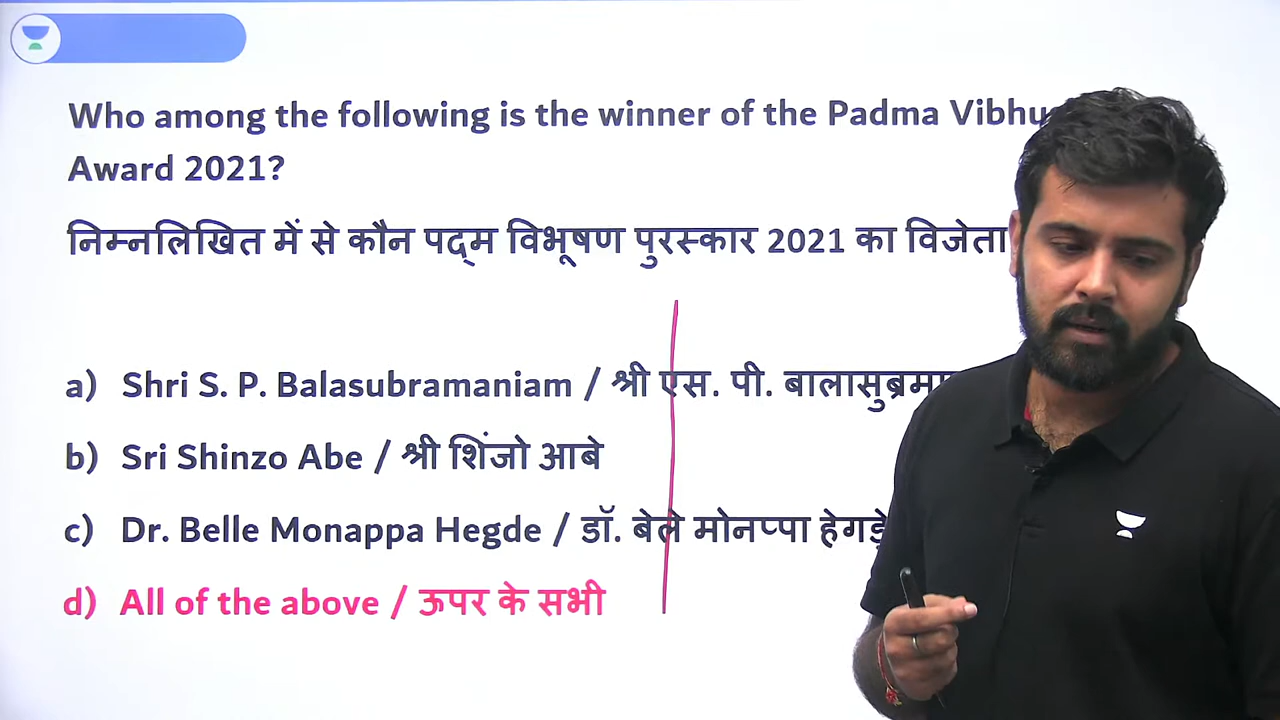 Who among the following is the winner of the Padma
Award 2021?
निम्नलिखित में से कौन पद्म विभूषण पुरस्कार 2021 का विजेता
a) Shri S. P. Balasubramaniam / श्री एस. पी.
b) Sri Shinzo Abe / श्री शिंजो आबे
c) Dr. Belle Monappa Hegde / डॉ. बेले मोनप्पा हेगड़े
d) All of the above / ऊपर के सभी